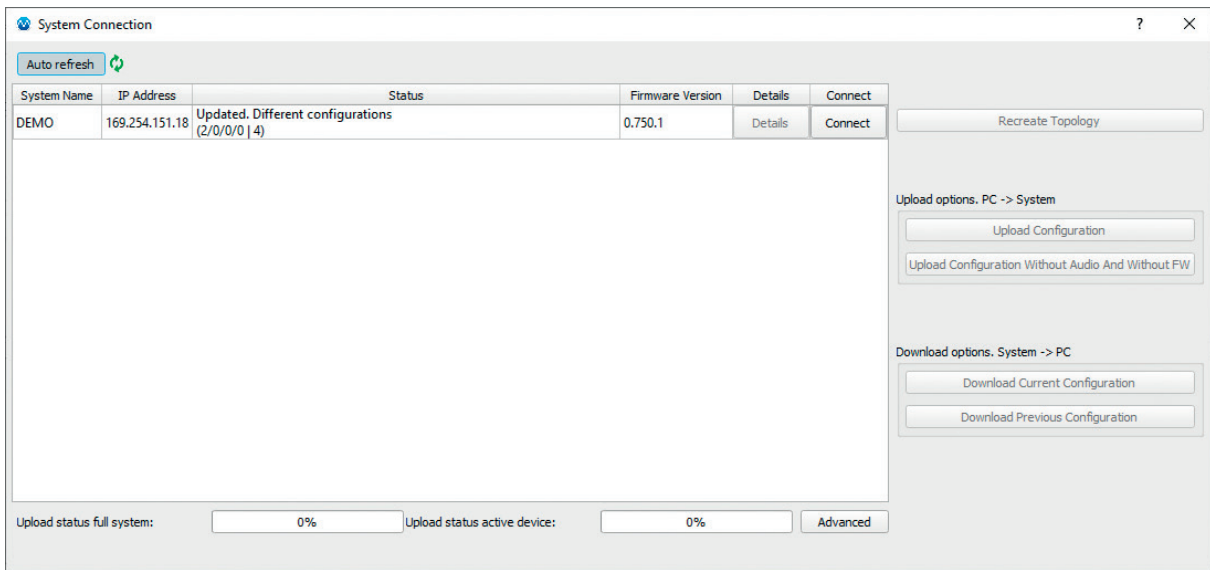 System Connection
?
Auto refresh
System Name IP Address Status Firmware Version Details Connect
DEMO 169.254.151.18 Updated. Different configurations
(2/0/0/0 | 4) 0.750.1 Details Connect
Recreate Topology
Upload options. PC -> System
Upload Configuration
Upload Configuration Without Audio And Without FW
Download options. System -> PC
Download Current Configuration
Download Previous Configuration
Upload status full system: 0% Upload status active device: 0% Advanced